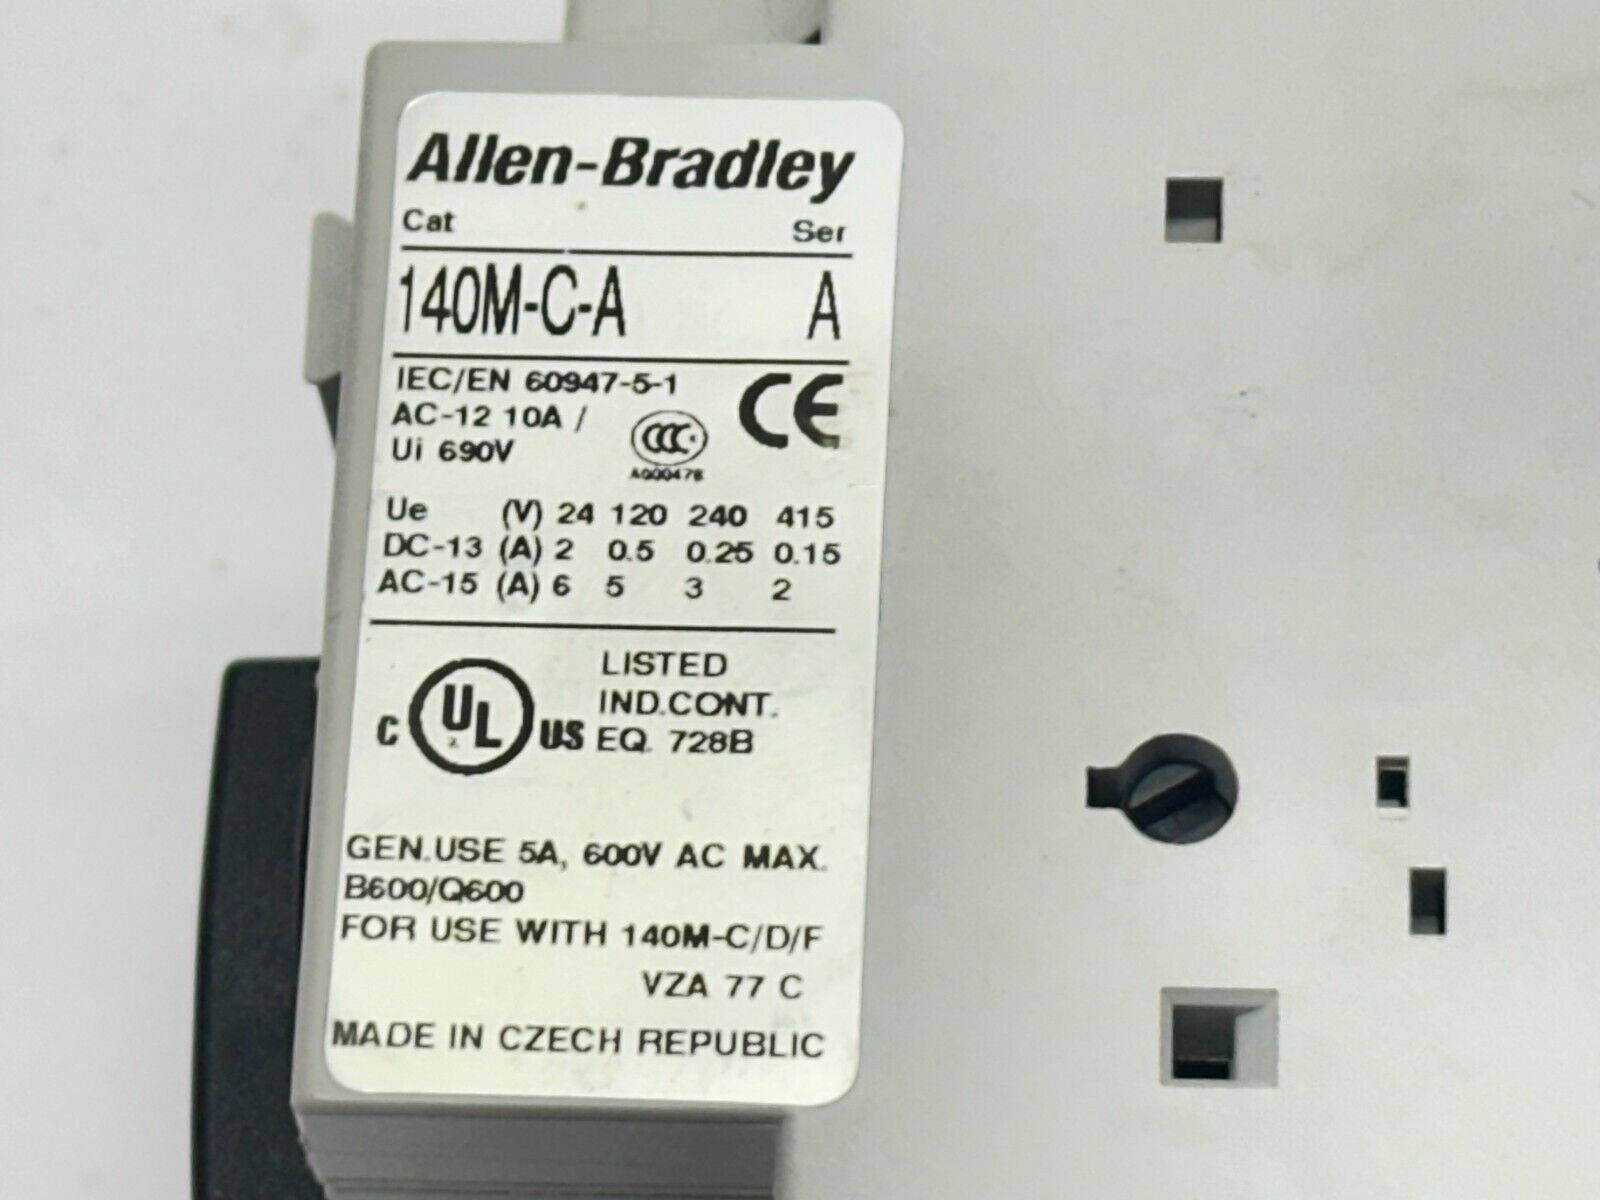 Allen-Bradley
Cat Ser
140M-C-A A
IEC/EN 60947-5-1
AC-12 10A /
Ui 690V
CE
CCC
A000478
Ue (V) 24 120 240 415
DC-13 (A) 2 0.5 0.25 0.15
AC-15 (A) 6 5 3 2
C UL US
LISTED
IND.CONT.
EQ. 728B
GEN.USE 5A, 600V AC MAX.
B600/Q600
FOR USE WITH 140M-C/D/F
VZA 77 C
MADE IN CZECH REPUBLIC